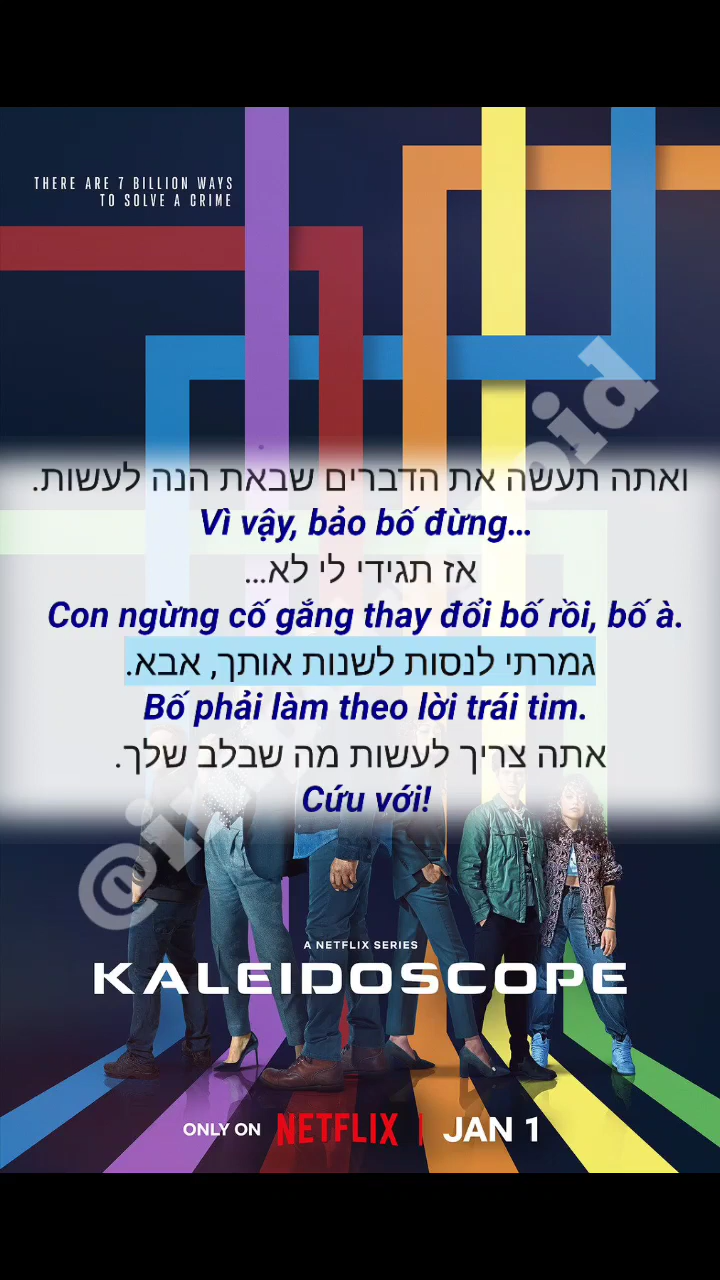 THERE ARE 7 BILLION WAYS
TO SOLVE A CRIME
ואתה תעשה את הדברים שבאת הנה לעשות.
Vì vậy, bảo bố đừng...
אז תגידי לי לא...
Con ngừng cố gắng thay đổi bố rồi, bố à.
גמרתי לנסות לשנות אותך, אבא.
Bố phải làm theo lời trái tim.
אתה צריך לעשות מה שבלב שלך.
Cứu với!
A NETFLIX SERIES
KALEIDOSCOPE
ONLY ON NETFLIX | JAN 1